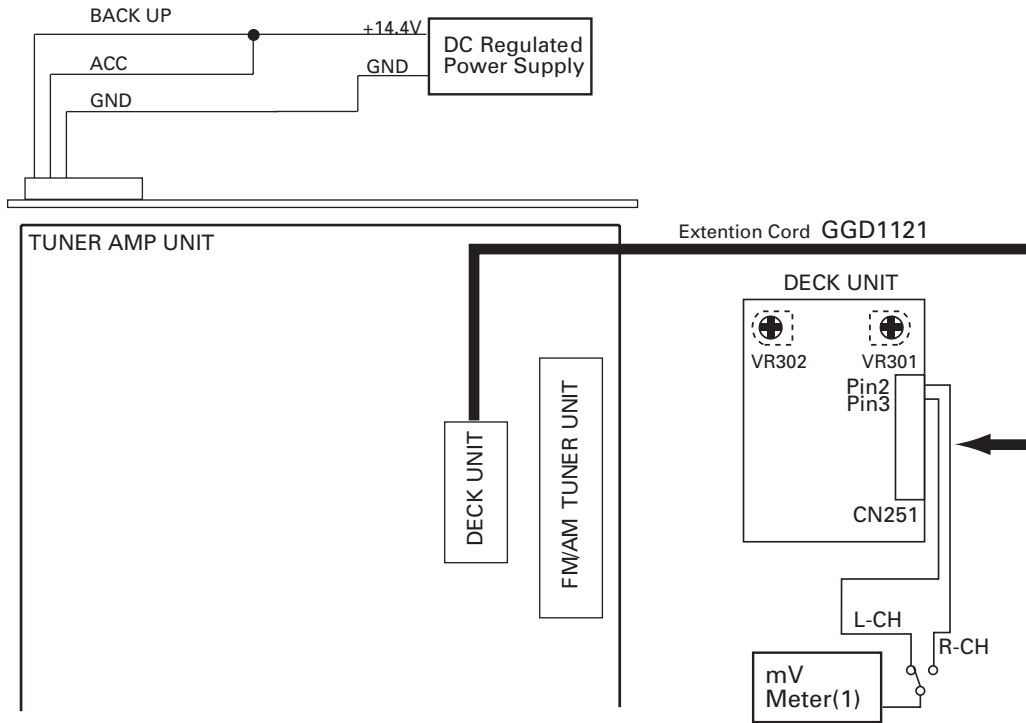 BACK UP
+14.4V
DC Regulated
Power Supply
ACC
GND
GND
TUNER AMP UNIT
Extention Cord GGD1121
DECK UNIT
VR302
VR301
Pin2
Pin3
CN251
DECK UNIT
FM/AM TUNER UNIT
L-CH
R-CH
mV
Meter(1)